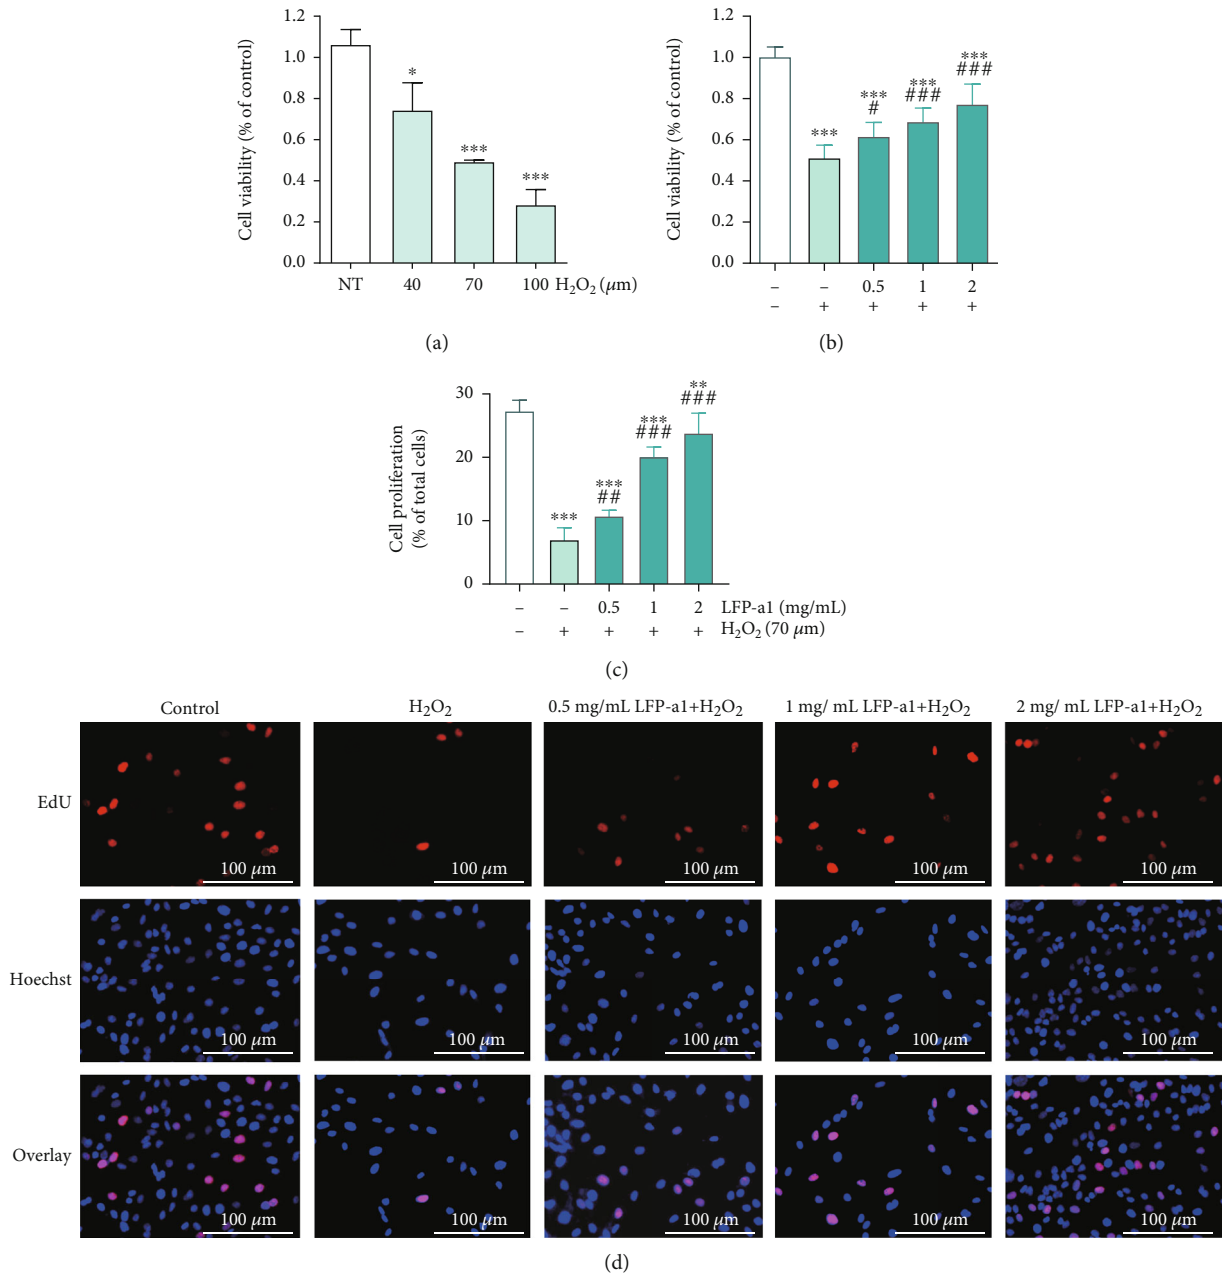 1.2
1.0
0.8
0.6
0.4
0.2
0.0
Cell viability (% of control)
*
***
***
NT 40 70 100 H₂O₂ (μm)
(a)
1.2
1.0
0.8
0.6
0.4
0.2
0.0
Cell viability (% of control)
***
***
#
***
###
***
###
– – 0.5 1 2
– + + + +
(b)
30
20
10
0
Cell proliferation
(% of total cells)
***
***
##
***
###
**
###
– – 0.5 1 2 LFP-a1 (mg/mL)
– + + + + H₂O₂ (70 μm)
(c)
Control H₂O₂ 0.5 mg/mL LFP-a1+H₂O₂ 1 mg/ mL LFP-a1+H₂O₂ 2 mg/ mL LFP-a1+H₂O₂
EdU
100 μm 100 μm 100 μm 100 μm 100 μm
Hoechst
100 μm 100 μm 100 μm 100 μm 100 μm
Overlay
100 μm 100 μm 100 μm 100 μm 100 μm
(d)